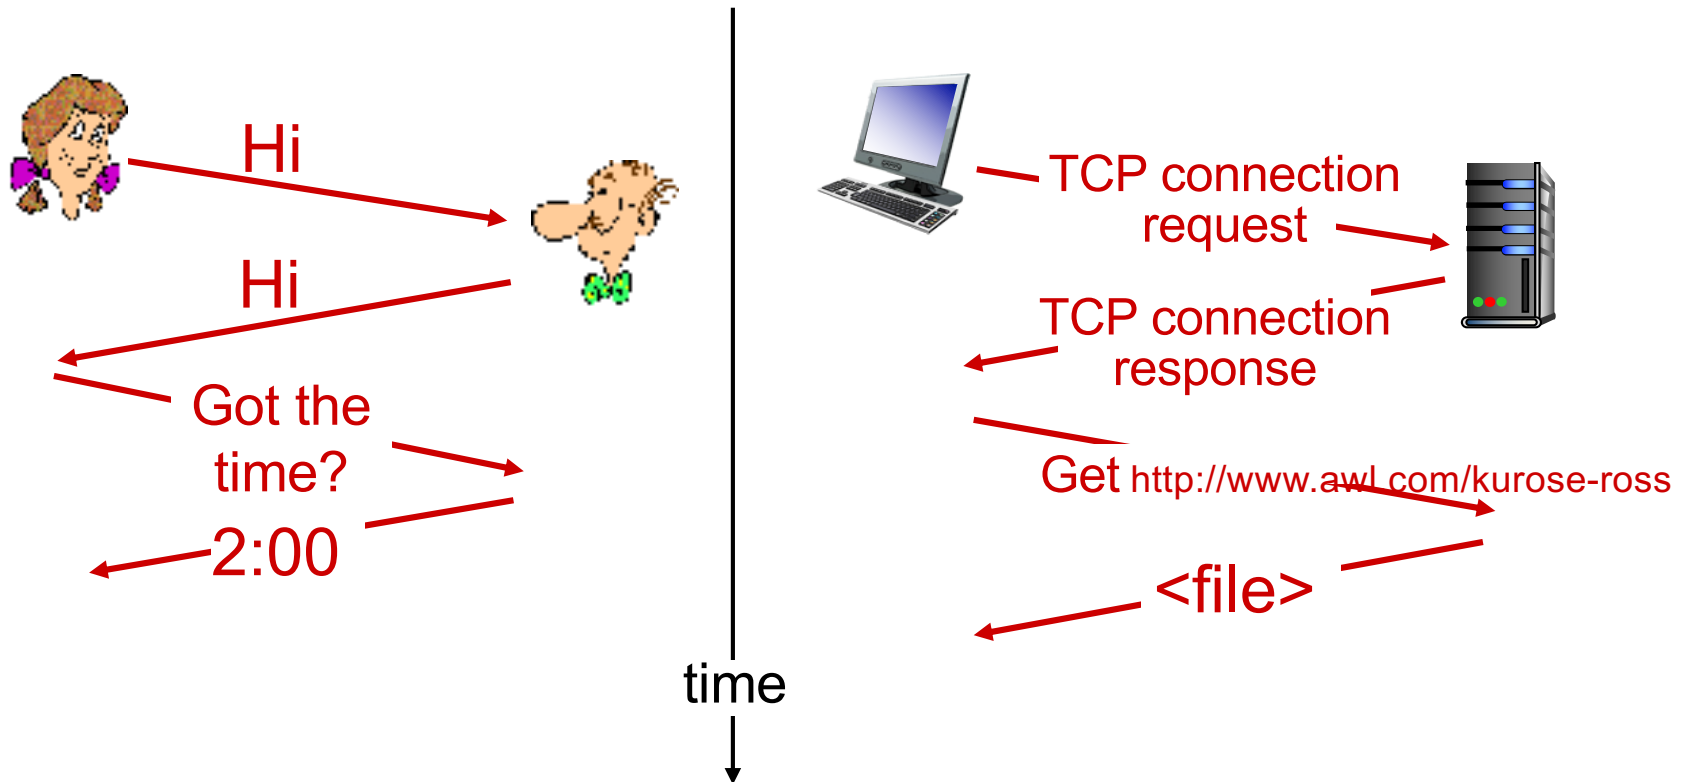 Hi
Hi
Got the
time?
2:00
TCP connection
request
TCP connection
response
Get http://www.awl.com/kurose-ross
<file>
time